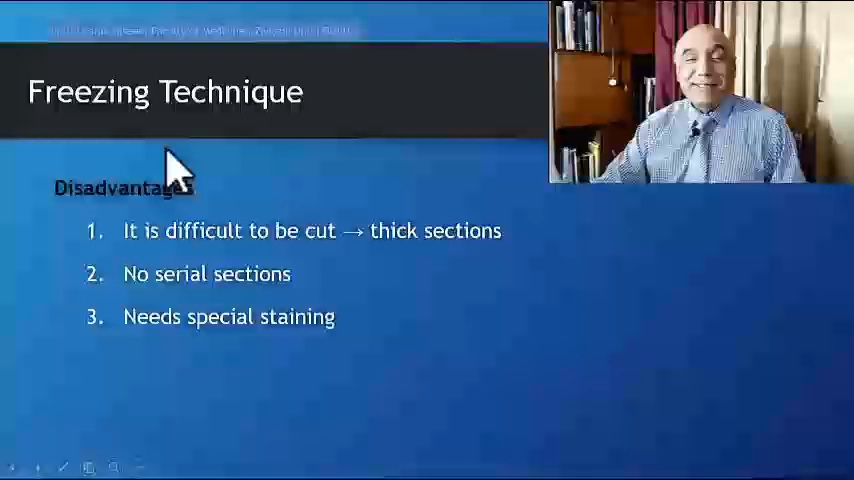 Freezing Technique
Disadvantages
1. It is difficult to be cut → thick sections
2. No serial sections
3. Needs special staining